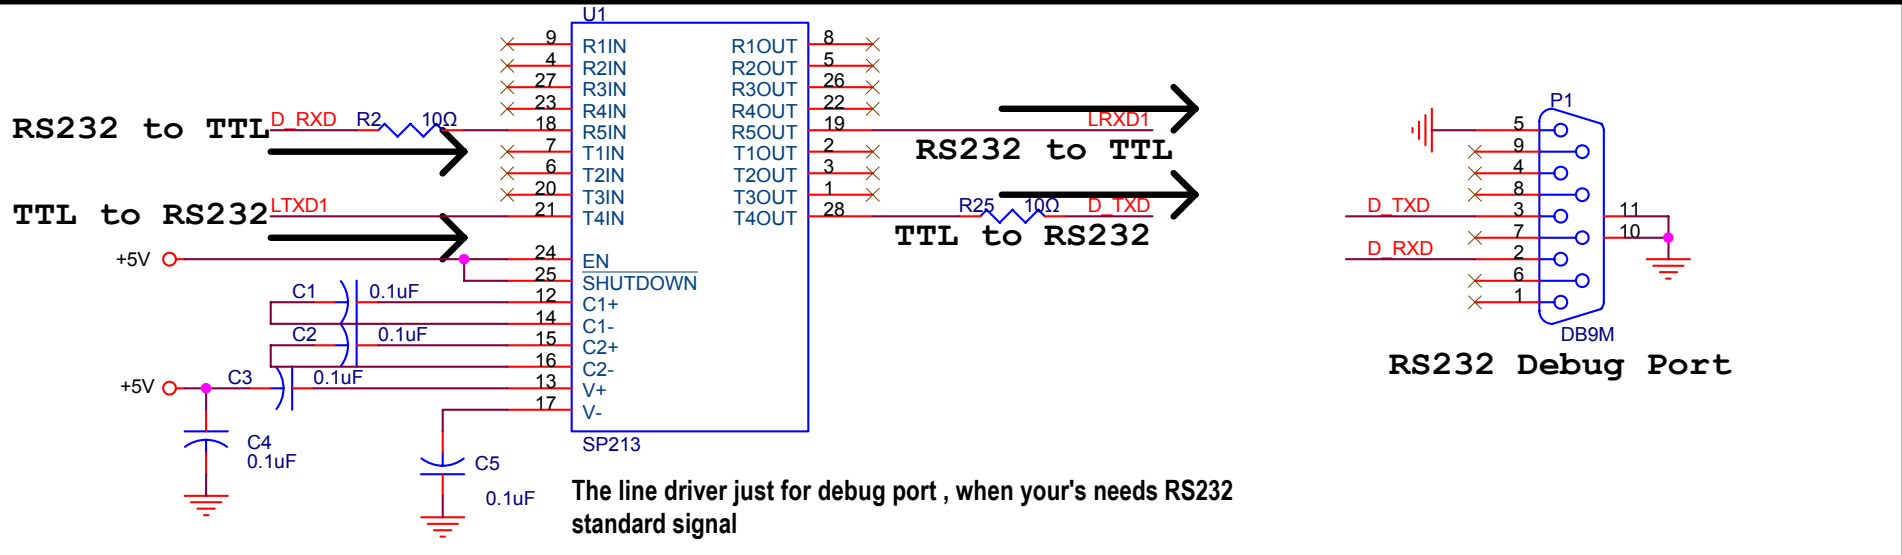 U1
9 R1IN R1OUT 8
4 R2IN R2OUT 5
27 R3IN R3OUT 26
23 R4IN R4OUT 22
RS232 to TTL D_RXD R2 10Ω 18 R5IN R5OUT 19 LRXD1
7 T1IN T1OUT 2 RS232 to TTL
6 T2IN T2OUT 3
20 T3IN T3OUT 1
TTL to RS232 LTXD1 21 T4IN T4OUT 28 R25 10Ω D_TXD
TTL to RS232
+5V 24 EN
25 SHUTDOWN
C1 0.1uF 12 C1+
14 C1-
C2 0.1uF 15 C2+
16 C2-
+5V C3 0.1uF 13 V+
17 V-
C4
0.1uF
C5
0.1uF
SP213
The line driver just for debug port , when your's needs RS232
standard signal
P1
5
9
4
8
D_TXD 3 11
7 10
D_RXD 2
6
1
DB9M
RS232 Debug Port